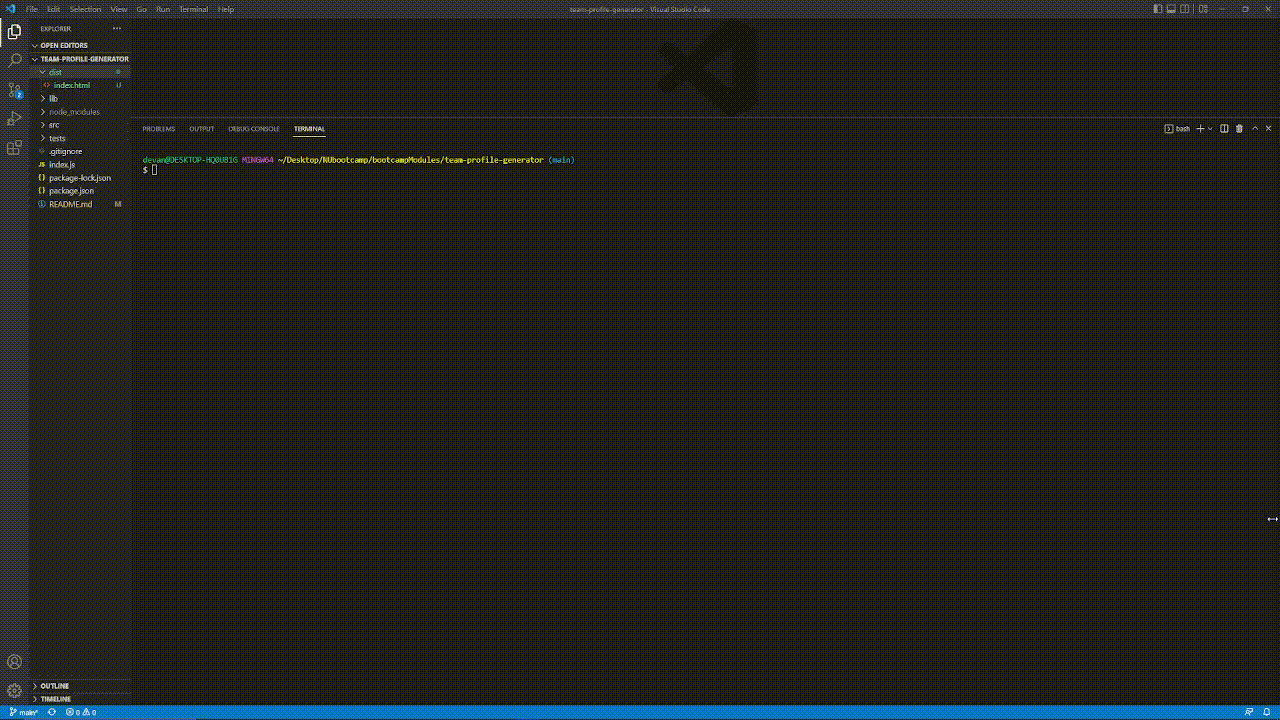 File Edit Selection View Go Run Terminal Help
team-profile-generator - Visual Studio Code
EXPLORER
OPEN EDITORS
TEAM-PROFILE-GENERATOR
dist
index.html U
lib
node_modules
src
tests
.gitignore
JS index.js
{} package-lock.json
{} package.json
README.md M
OUTLINE
TIMELINE
PROBLEMS OUTPUT DEBUG CONSOLE TERMINAL
bash
devan@DESKTOP-HQ0UB1G MINGW64 ~/Desktop/NUbootcamp/bootcampModules/team-profile-generator (main)
$
2
main* 0 0